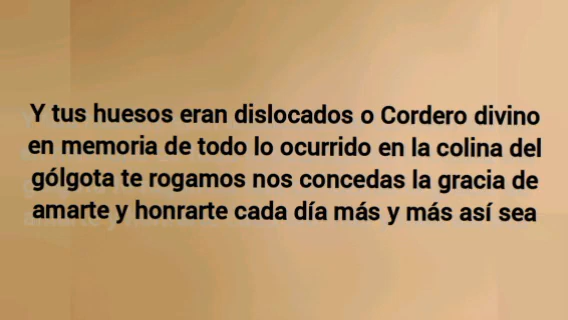 Y tus huesos eran dislocados o Cordero divino
en memoria de todo lo ocurrido en la colina del
gólgota te rogamos nos concedas la gracia de
amarte y honrarte cada día más y más así sea